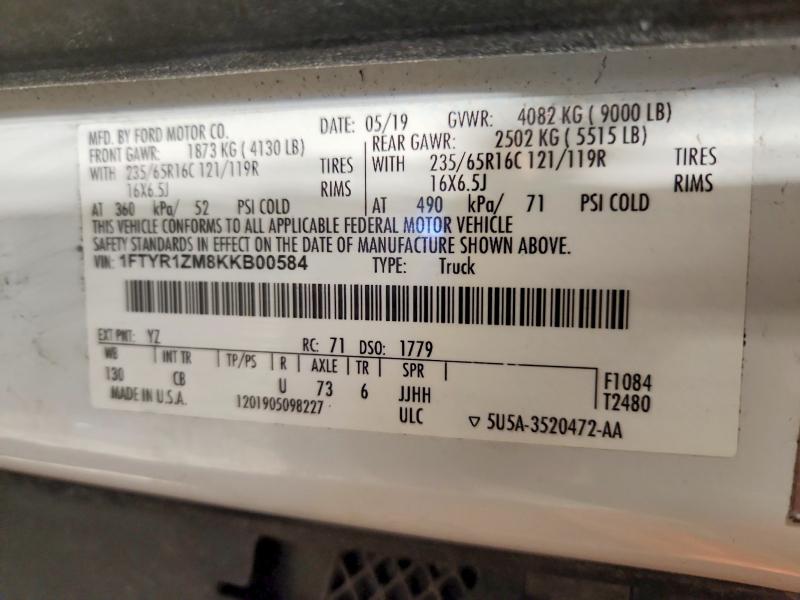 MFD. BY FORD MOTOR CO.
DATE: 05/19
GVWR: 4082 KG ( 9000 LB)
FRONT GAWR: 1873 KG ( 4130 LB)
REAR GAWR: 2502 KG ( 5515 LB)
WITH 235/65R16C 121/119R TIRES
WITH 235/65R16C 121/119R TIRES
16X6.5J RIMS
16X6.5J RIMS
AT 360 kPa/ 52 PSI COLD
AT 490 kPa/ 71 PSI COLD
THIS VEHICLE CONFORMS TO ALL APPLICABLE FEDERAL MOTOR VEHICLE
SAFETY STANDARDS IN EFFECT ON THE DATE OF MANUFACTURE SHOWN ABOVE.
VIN: 1FTYR1ZM8KKB00584 TYPE: Truck
EXT PNT: YZ RC: 71 DSO: 1779
WB INT TR TP/PS R AXLE TR SPR
130 CB U 73 6 JJHH
F1084
T2480
MADE IN U.S.A. 1201905098227 ULC
▽ 5U5A-3520472-AA